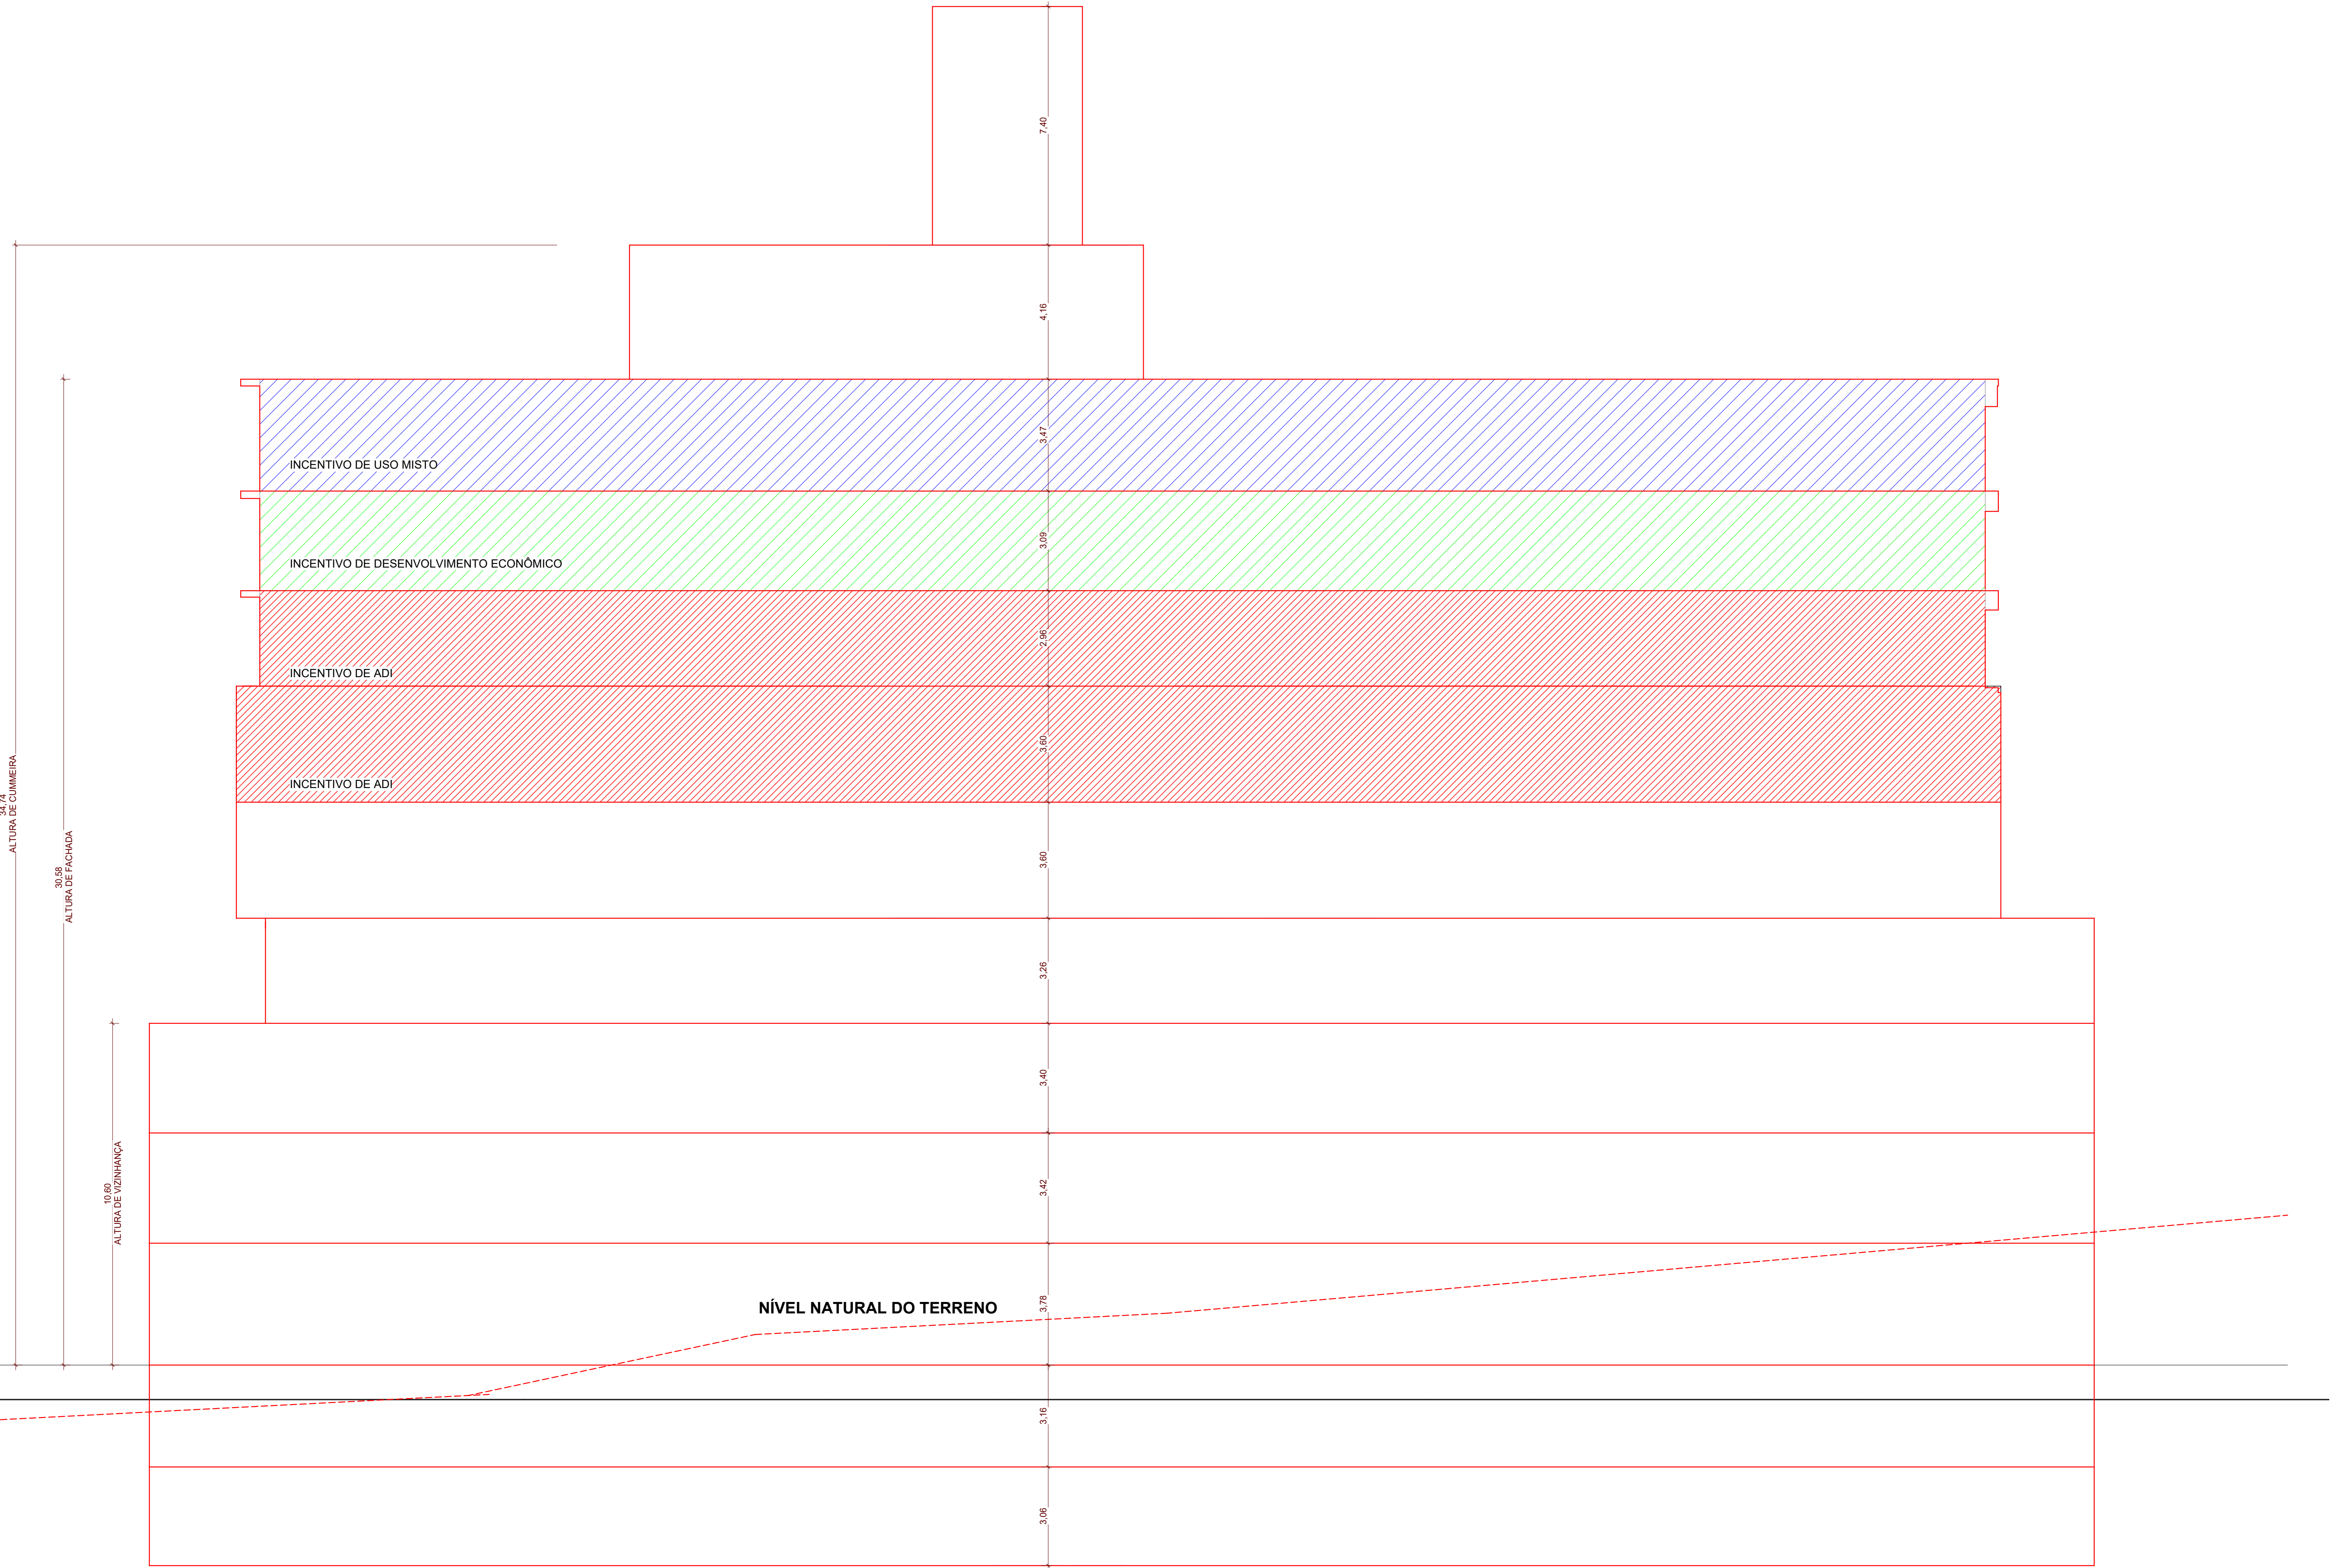 7,40
4,16
3,47
INCENTIVO DE USO MISTO
3,09
INCENTIVO DE DESENVOLVIMENTO ECONÔMICO
2,96
INCENTIVO DE ADI
3,60
INCENTIVO DE ADI
34,74
ALTURA DE CUMMEIRA
30,58
ALTURA DE FACHADA
3,60
3,26
3,40
10,60
ALTURA DE VIZINHANÇA
3,42
NÍVEL NATURAL DO TERRENO
3,78
3,16
3,06